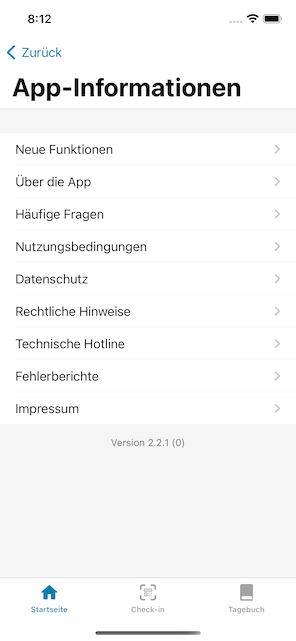 8:12
Zurück
App-Informationen
Neue Funktionen
Über die App
Häufige Fragen
Nutzungsbedingungen
Datenschutz
Rechtliche Hinweise
Technische Hotline
Fehlerberichte
Impressum
Version 2.2.1 (0)
Startseite Check-in Tagebuch